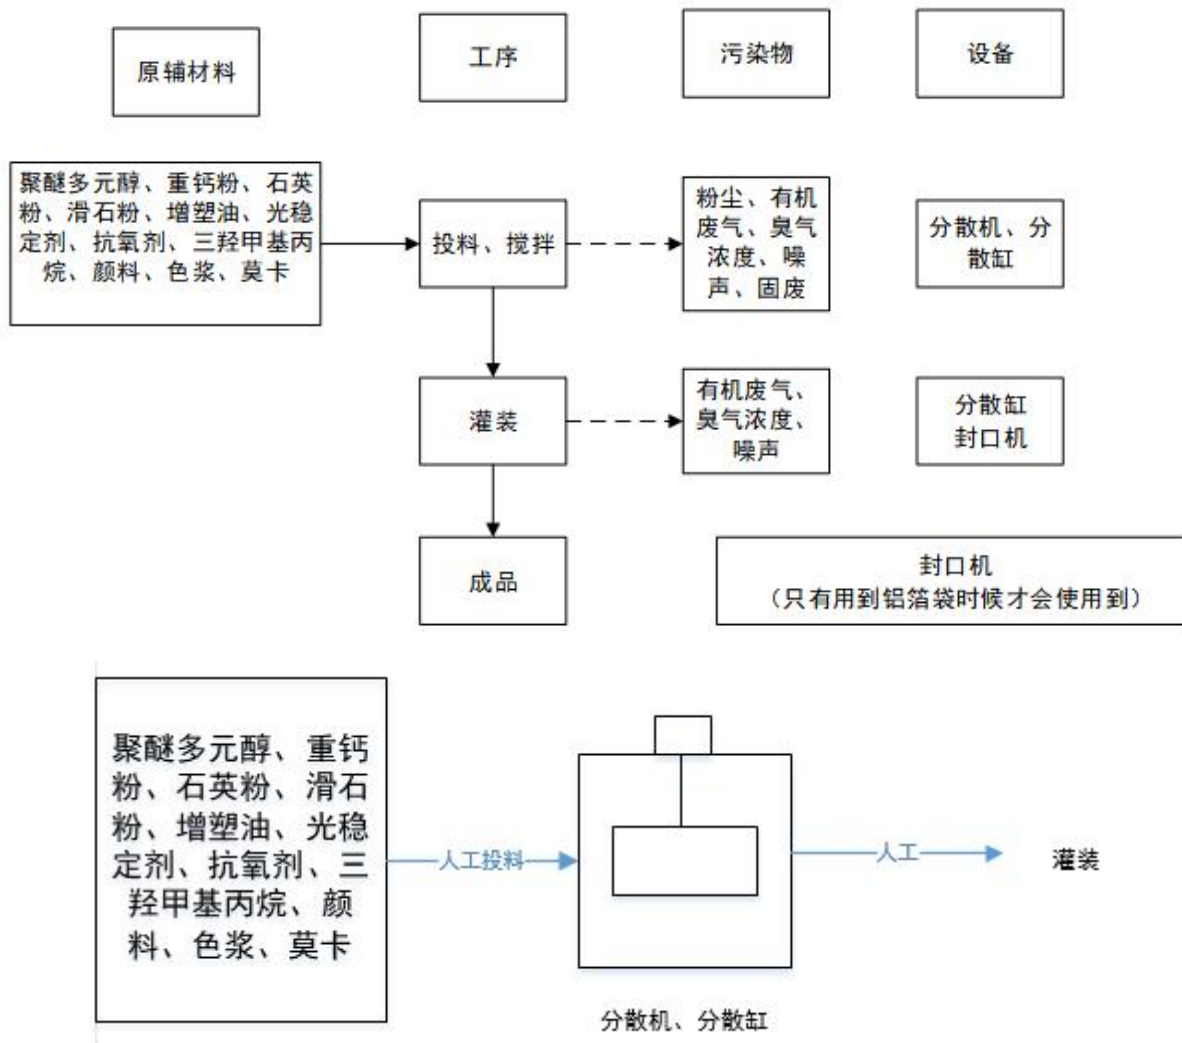 原辅材料
工序
污染物
设备
聚醚多元醇、重钙粉、石英
粉、滑石粉、增塑油、光稳
定剂、抗氧剂、三羟甲基丙
烷、颜料、色浆、莫卡
投料、搅拌
粉尘、有机
废气、臭气
浓度、噪
声、固废
分散机、分
散缸
灌装
有机废气、
臭气浓度、
噪声
分散缸
封口机
成品
封口机
（只有用到铝箔袋时候才会使用到）
聚醚多元醇、重钙
粉、石英粉、滑石
粉、增塑油、光稳
定剂、抗氧剂、三
羟甲基丙烷、颜
料、色浆、莫卡
人工投料
人工
灌装
分散机、分散缸